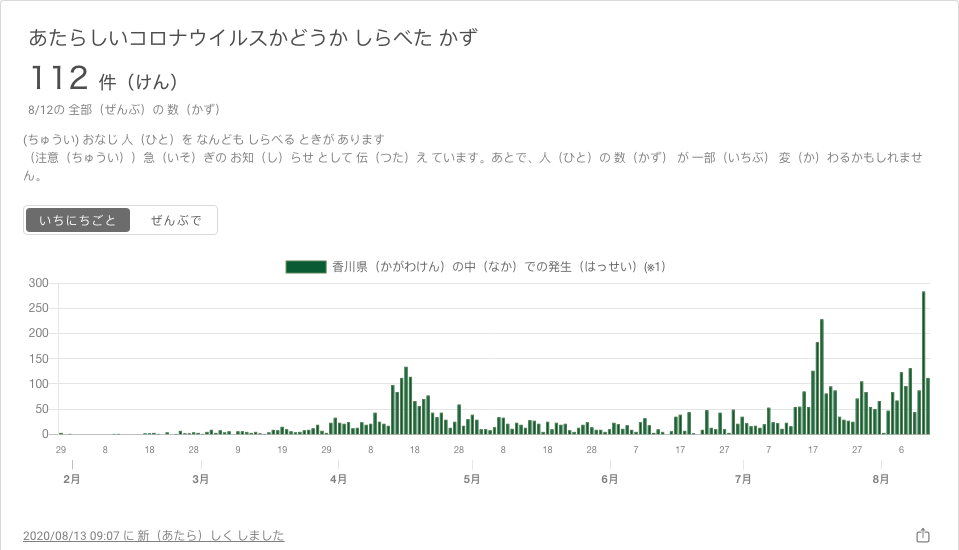 あたらしいコロナウイルスかどうか しらべた かず
112 件（けん）
8/12の 全部（ぜんぶ）の 数（かず）
(ちゅうい) おなじ 人（ひと）を なんども しらべる ときが あります
（注意（ちゅうい））急（いそ）ぎの お知（し）らせ として 伝（つた）え ています。あとで、人（ひと）の 数（かず） が 一部（いちぶ） 変（か）わるかもしれませ
ん。
いちにちごと ぜんぶで
香川県（かがわけん）の中（なか）での発生（はっせい）(※1)
300
250
200
150
100
50
0
29 8 18 28 9 19 29 8 18 28 8 18 28 7 17 27 7 17 27 6
2月 3月 4月 5月 6月 7月 8月
2020/08/13 09:07 に 新（あたら）しく しました